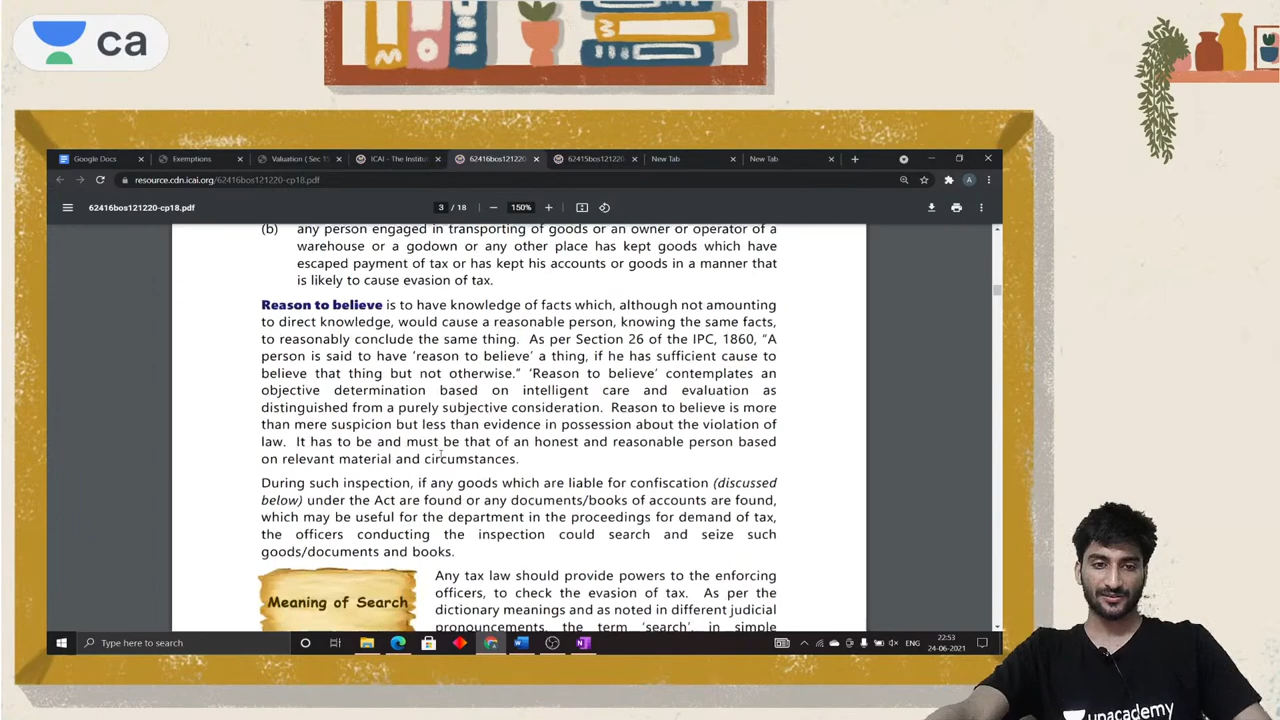 ca
Google Docs
Exemptions
Valuation ( Sec 15
ICAI - The Institut
62416bos121220
62415bos121220
New Tab
New Tab
resource.cdn.icai.org/62416bos121220-cp18.pdf
A
62416bos121220-cp18.pdf
3 / 18
150%
(b) any person engaged in transporting of goods or an owner or operator of a
warehouse or a godown or any other place has kept goods which have
escaped payment of tax or has kept his accounts or goods in a manner that
is likely to cause evasion of tax.
Reason to believe is to have knowledge of facts which, although not amounting
to direct knowledge, would cause a reasonable person, knowing the same facts,
to reasonably conclude the same thing. As per Section 26 of the IPC, 1860, “A
person is said to have ‘reason to believe’ a thing, if he has sufficient cause to
believe that thing but not otherwise.” ‘Reason to believe’ contemplates an
objective determination based on intelligent care and evaluation as
distinguished from a purely subjective consideration. Reason to believe is more
than mere suspicion but less than evidence in possession about the violation of
law. It has to be and must be that of an honest and reasonable person based
on relevant material and circumstances.
During such inspection, if any goods which are liable for confiscation (discussed
below) under the Act are found or any documents/books of accounts are found,
which may be useful for the department in the proceedings for demand of tax,
the officers conducting the inspection could search and seize such
goods/documents and books.
Meaning of Search
Any tax law should provide powers to the enforcing
officers, to check the evasion of tax. As per the
dictionary meanings and as noted in different judicial
pronouncements, the term ‘search’, in simple
Type here to search
ENG
22:53
24-06-2021
unacademy